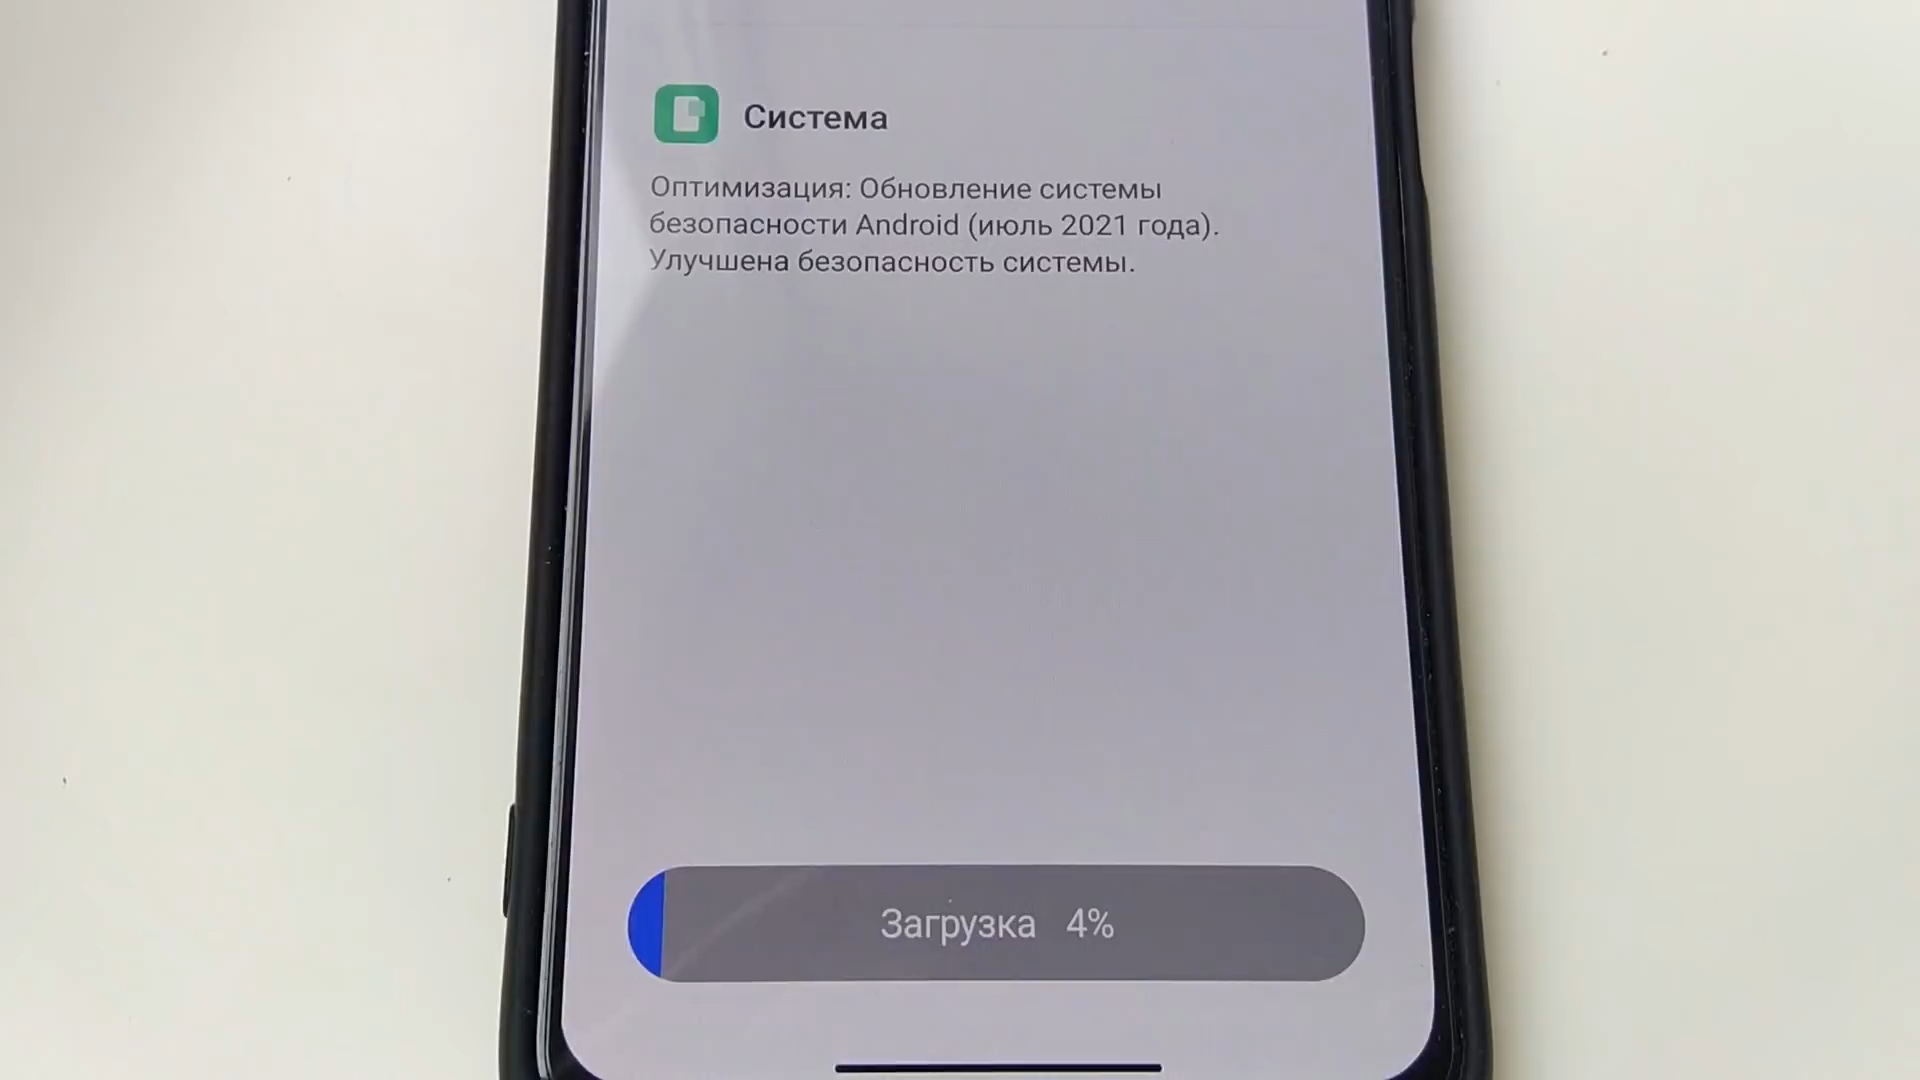 Система
Оптимизация: Обновление системы
безопасности Android (июль 2021 года).
Улучшена безопасность системы.
Загрузка 4%